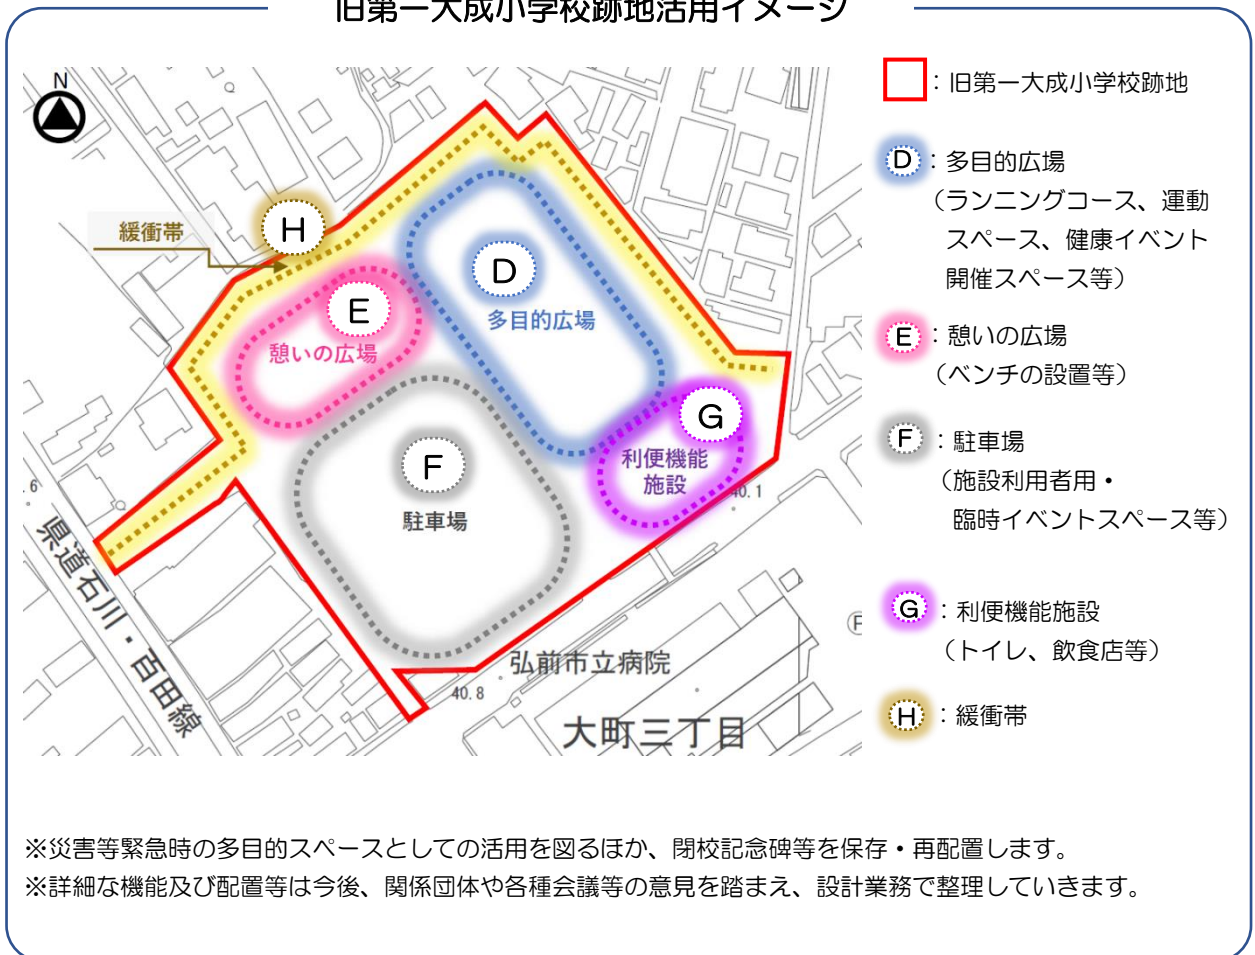 旧第一大成小学校跡地活用イメージ
N
緩衝帯
H
D
多目的広場
E
憩いの広場
G
利便機能
施設
F
駐車場
40.1
.6
県道石川・百田線
弘前市立病院
40.8
大町三丁目
：旧第一大成小学校跡地
D：多目的広場
（ランニングコース、運動
スペース、健康イベント
開催スペース等）
E：憩いの広場
（ベンチの設置等）
F：駐車場
（施設利用者用・
臨時イベントスペース等）
G：利便機能施設
（トイレ、飲食店等）
H：緩衝帯
※災害等緊急時の多目的スペースとしての活用を図るほか、閉校記念碑等を保存・再配置します。
※詳細な機能及び配置等は今後、関係団体や各種会議等の意見を踏まえ、設計業務で整理していきます。